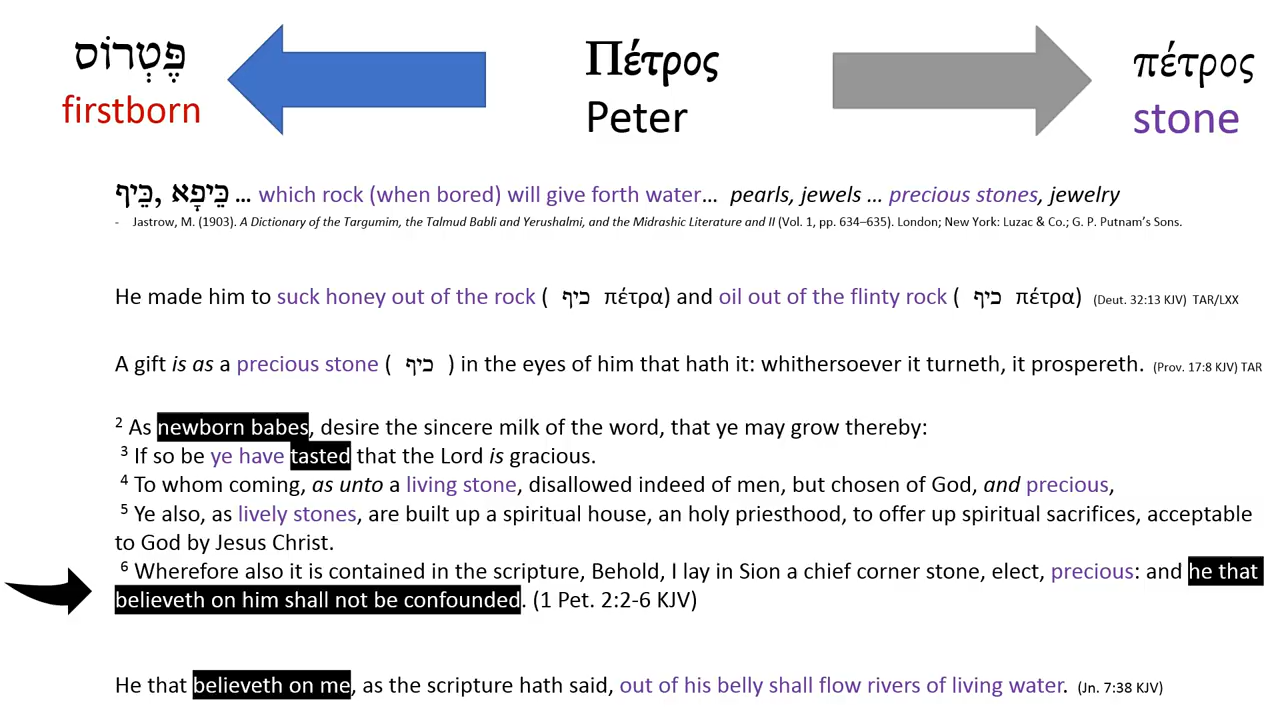 פֶּטְרוֹס Πέτρος πέτρος
firstborn Peter stone
כֵּיף, כֵּיפָא ... which rock (when bored) will give forth water... pearls, jewels ... precious stones, jewelry
- Jastrow, M. (1903). A Dictionary of the Targumim, the Talmud Babli and Yerushalmi, and the Midrashic Literature and II (Vol. 1, pp. 634–635). London; New York: Luzac & Co.; G. P. Putnam's Sons.
He made him to suck honey out of the rock ( כיף πέτρα) and oil out of the flinty rock ( כיף πέτρα) (Deut. 32:13 KJV) TAR/LXX
A gift is as a precious stone ( כיף ) in the eyes of him that hath it: whithersoever it turneth, it prospereth. (Prov. 17:8 KJV) TAR
2 As newborn babes, desire the sincere milk of the word, that ye may grow thereby:
3 If so be ye have tasted that the Lord is gracious.
4 To whom coming, as unto a living stone, disallowed indeed of men, but chosen of God, and precious,
5 Ye also, as lively stones, are built up a spiritual house, an holy priesthood, to offer up spiritual sacrifices, acceptable
to God by Jesus Christ.
6 Wherefore also it is contained in the scripture, Behold, I lay in Sion a chief corner stone, elect, precious: and he that
believeth on him shall not be confounded. (1 Pet. 2:2-6 KJV)
He that believeth on me, as the scripture hath said, out of his belly shall flow rivers of living water. (Jn. 7:38 KJV)